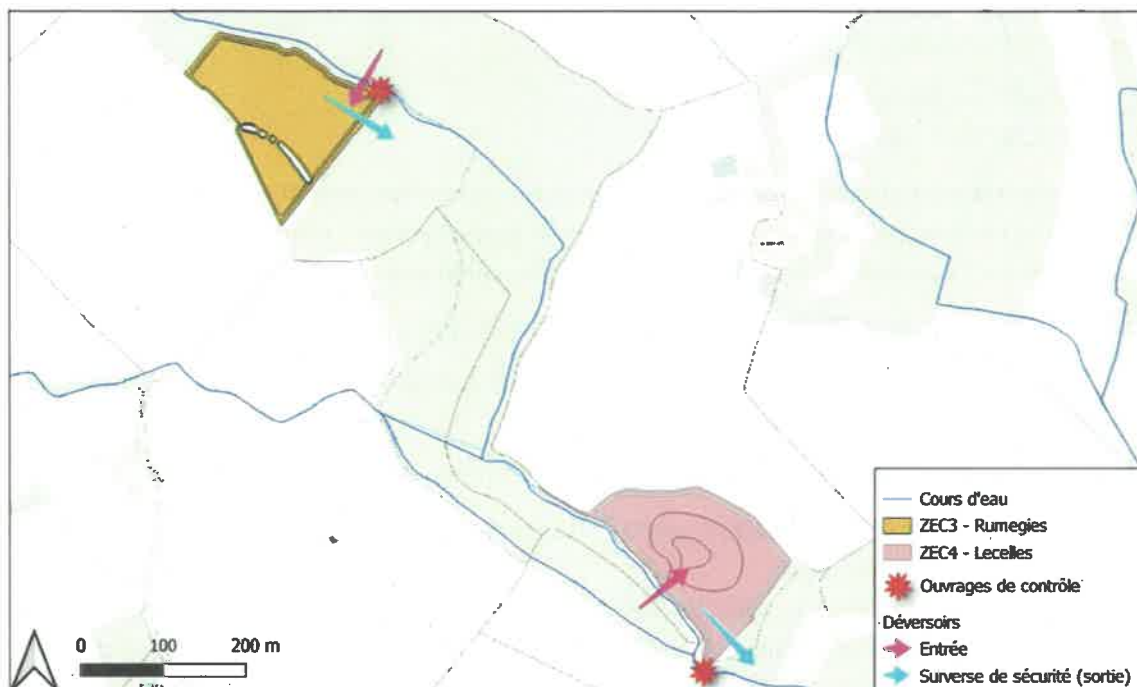 Cours d'eau
ZEC3 - Rumegies
ZEC4 - Lecelles
Ouvrages de contrôle
Déversoirs
Entrée
Surverse de sécurité (sortie)
0 100 200 m